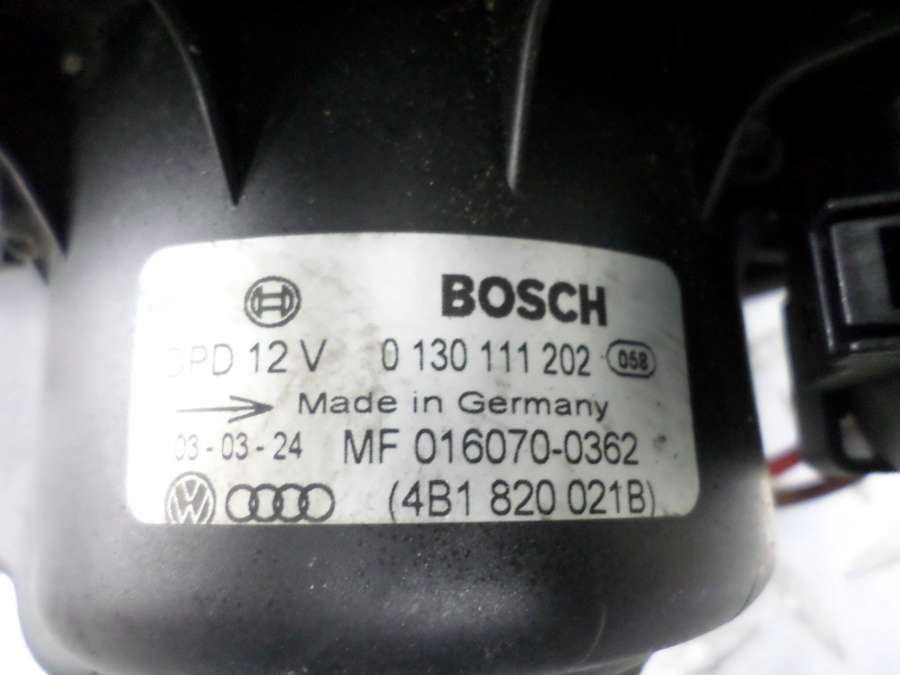 BOSCH
12 V 0 130 111 202 058
Made in Germany
03-03-24 MF 016070-0362
(4B1 820 021B)